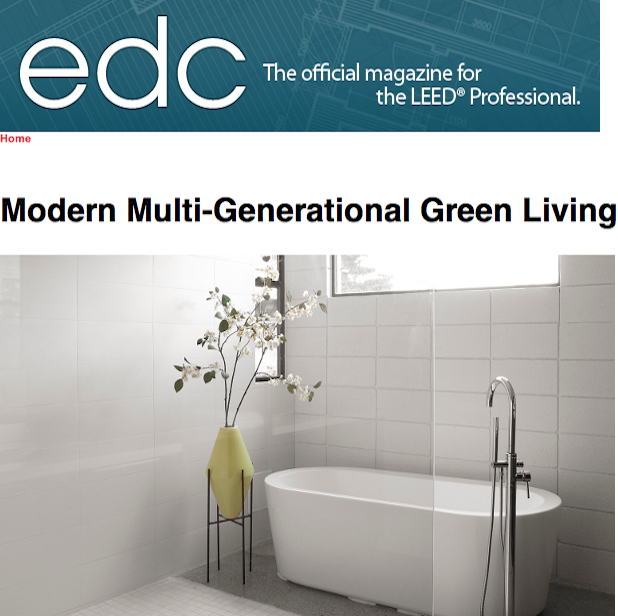 edc
The official magazine for
the LEED® Professional.
Home
Modern Multi-Generational Green Living